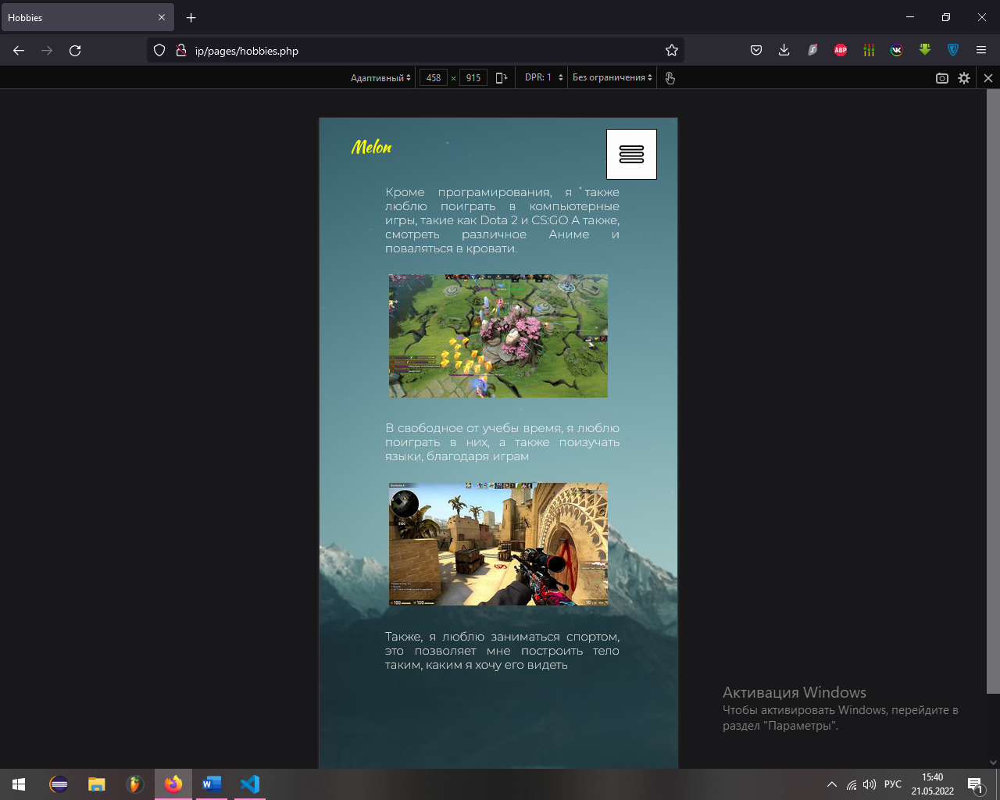 Hobbies
ip/pages/hobbies.php
ABP
Адаптивный
458 × 915
DPR: 1
Без ограничения
Melon
Кроме програмирования, я также
люблю поиграть в компьютерные
игры, такие как Dota 2 и CS:GO А также,
смотреть различное Аниме и
поваляться в кровати.
В свободное от учебы время, я люблю
поиграть в них, а также поизучать
языки, благодаря играм
Также, я люблю заниматься спортом,
это позволяет мне построить тело
таким, каким я хочу его видеть
Активация Windows
Чтобы активировать Windows, перейдите в
раздел "Параметры".
РУС
15:40
21.05.2022
1